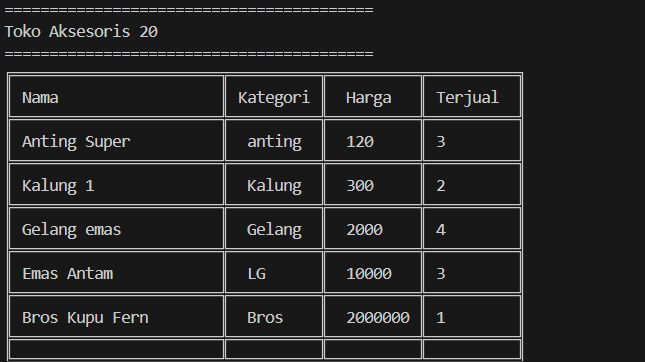 =========================================
Toko Aksesoris 20
=========================================
Nama Kategori Harga Terjual
Anting Super anting 120 3
Kalung 1 Kalung 300 2
Gelang emas Gelang 2000 4
Emas Antam LG 10000 3
Bros Kupu Fern Bros 2000000 1